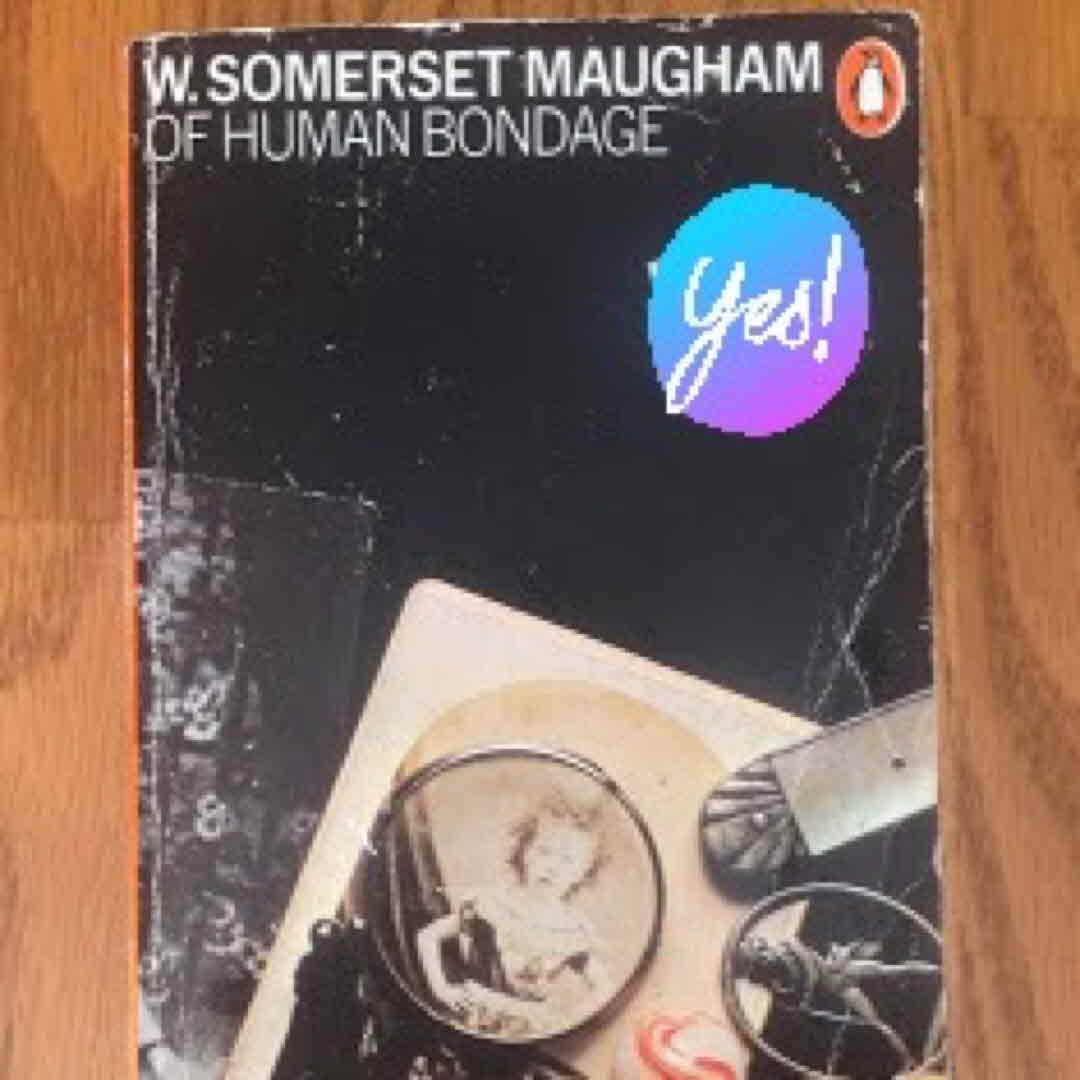 W. SOMERSET MAUGHAM
OF HUMAN BONDAGE
yes!